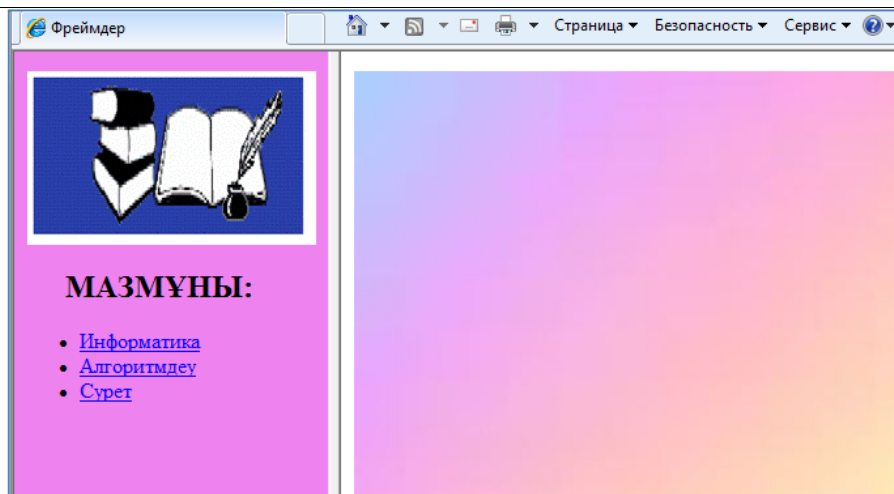 Фреймдер
Страница Безопасность Сервис
МАЗМҰНЫ:
Информатика
Алгоритмдеу
Сурет